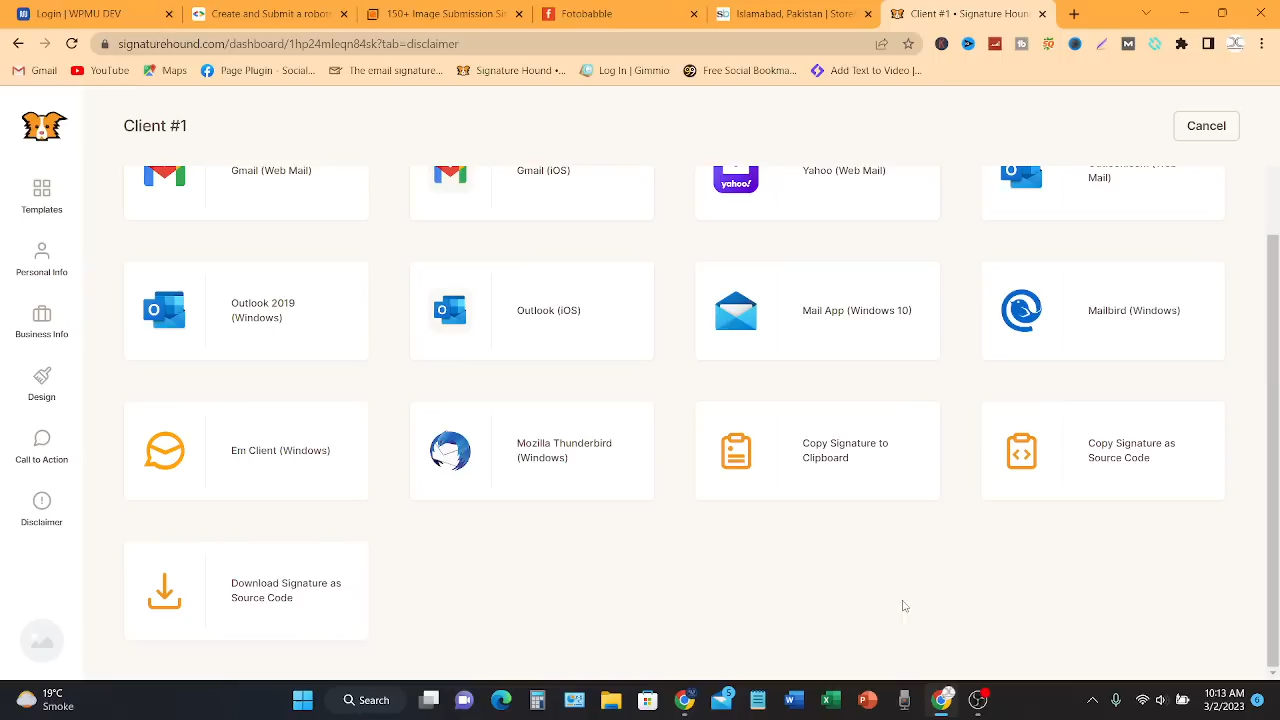 Login | WPMU DEV
Create and Submit a robots
150+ Image Submission Sit
Fotobabble
Islamabad, Pakistan | Store
Client #1 • Signature Houn
signaturehound.com/dashboard/1hp24nlem84sk?tab=disclaimer
Gmail
YouTube
Maps
Page Plugin - Social...
The email signature...
Signature Hound •...
Log In | Gimmio
Free Social Bookma...
Add Text to Video |...
Client #1
Cancel
Templates
Personal Info
Business Info
Design
Call to Action
Disclaimer
Gmail (Web Mail)
Gmail (iOS)
yahoo!
Yahoo (Web Mail)
Mail)
Outlook 2019
(Windows)
Outlook (iOS)
Mail App (Windows 10)
Mailbird (Windows)
Em Client (Windows)
Mozilla Thunderbird
(Windows)
Copy Signature to
Clipboard
Copy Signature as
Source Code
Download Signature as
Source Code
19°C
Smoke
Search
5
10:13 AM
3/2/2023
6